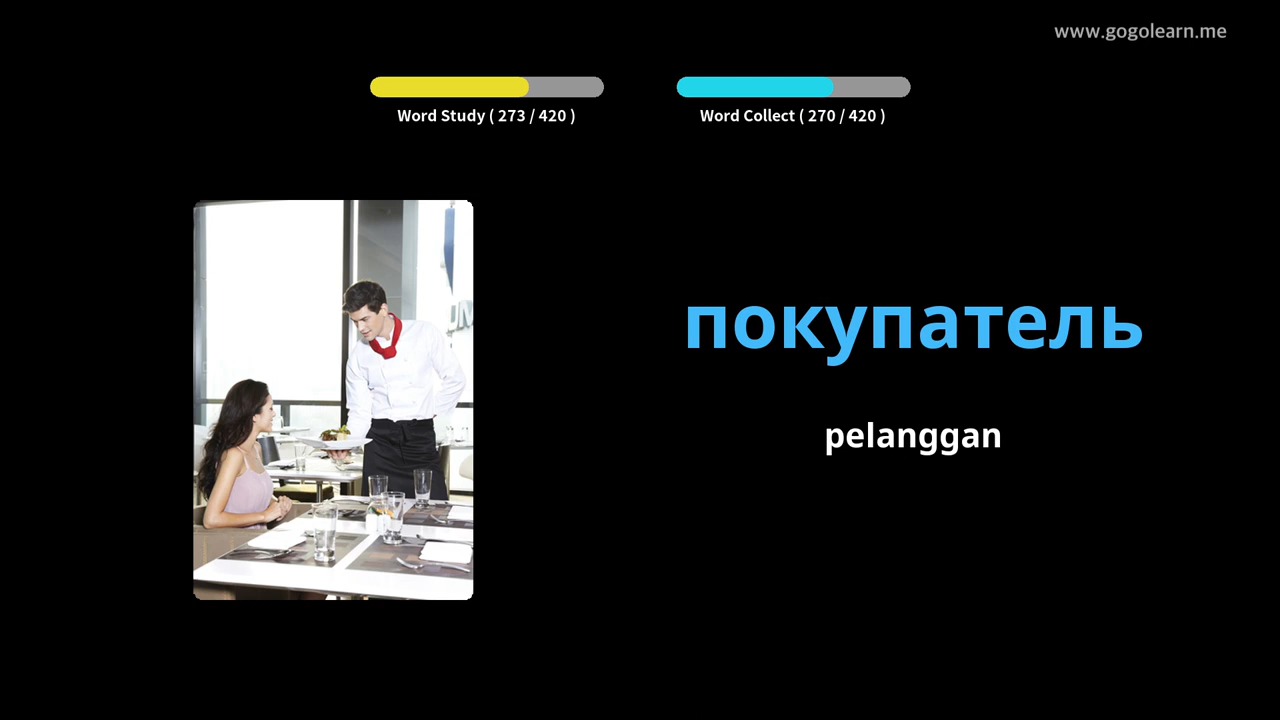 www.gogolearn.me
Word Study ( 273 / 420 )
Word Collect ( 270 / 420 )
покупатель
pelanggan